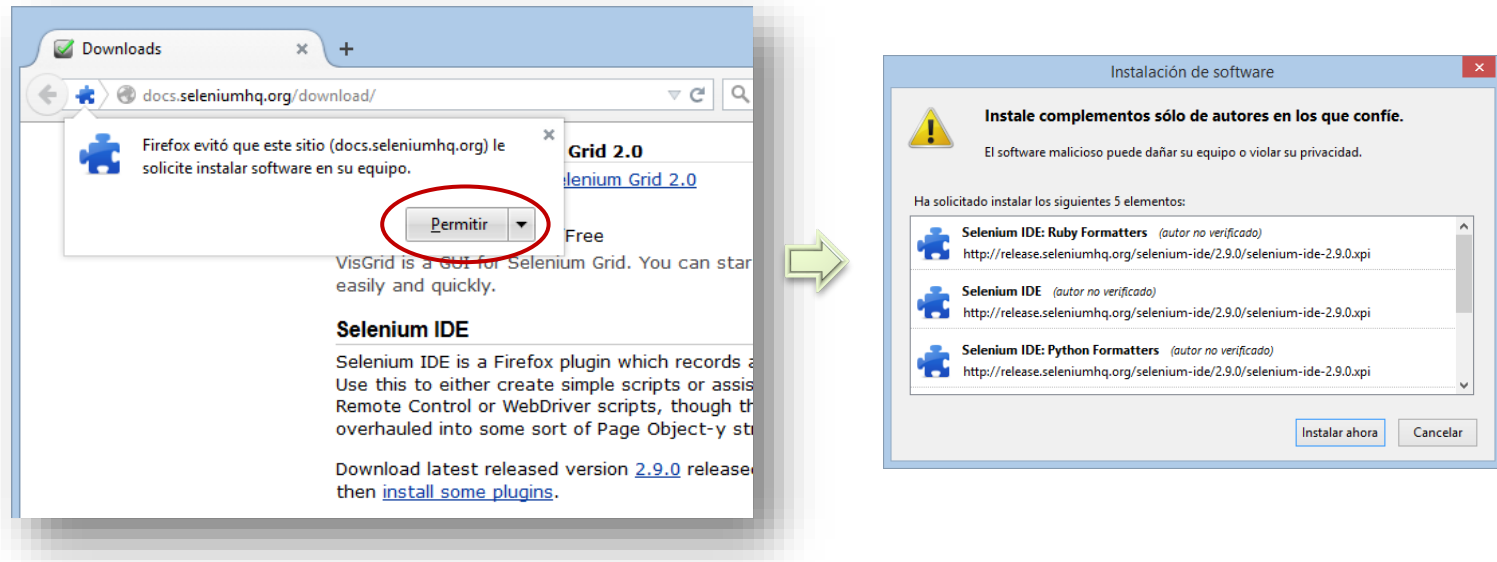 Downloads
docs.seleniumhq.org/download/
Firefox evitó que este sitio (docs.seleniumhq.org) le
solicite instalar software en su equipo.
Permitir
Grid 2.0
elenium Grid 2.0
Free
VisGrid is a GUI for Selenium Grid. You can star
easily and quickly.
Selenium IDE
Selenium IDE is a Firefox plugin which records a
Use this to either create simple scripts or assis
Remote Control or WebDriver scripts, though th
overhauled into some sort of Page Object-y str
Download latest released version 2.9.0 released
then install some plugins.
Instalación de software
Instale complementos sólo de autores en los que confíe.
El software malicioso puede dañar su equipo o violar su privacidad.
Ha solicitado instalar los siguientes 5 elementos:
Selenium IDE: Ruby Formatters (autor no verificado)
http://release.seleniumhq.org/selenium-ide/2.9.0/selenium-ide-2.9.0.xpi
Selenium IDE (autor no verificado)
http://release.seleniumhq.org/selenium-ide/2.9.0/selenium-ide-2.9.0.xpi
Selenium IDE: Python Formatters (autor no verificado)
http://release.seleniumhq.org/selenium-ide/2.9.0/selenium-ide-2.9.0.xpi
Instalar ahora
Cancelar